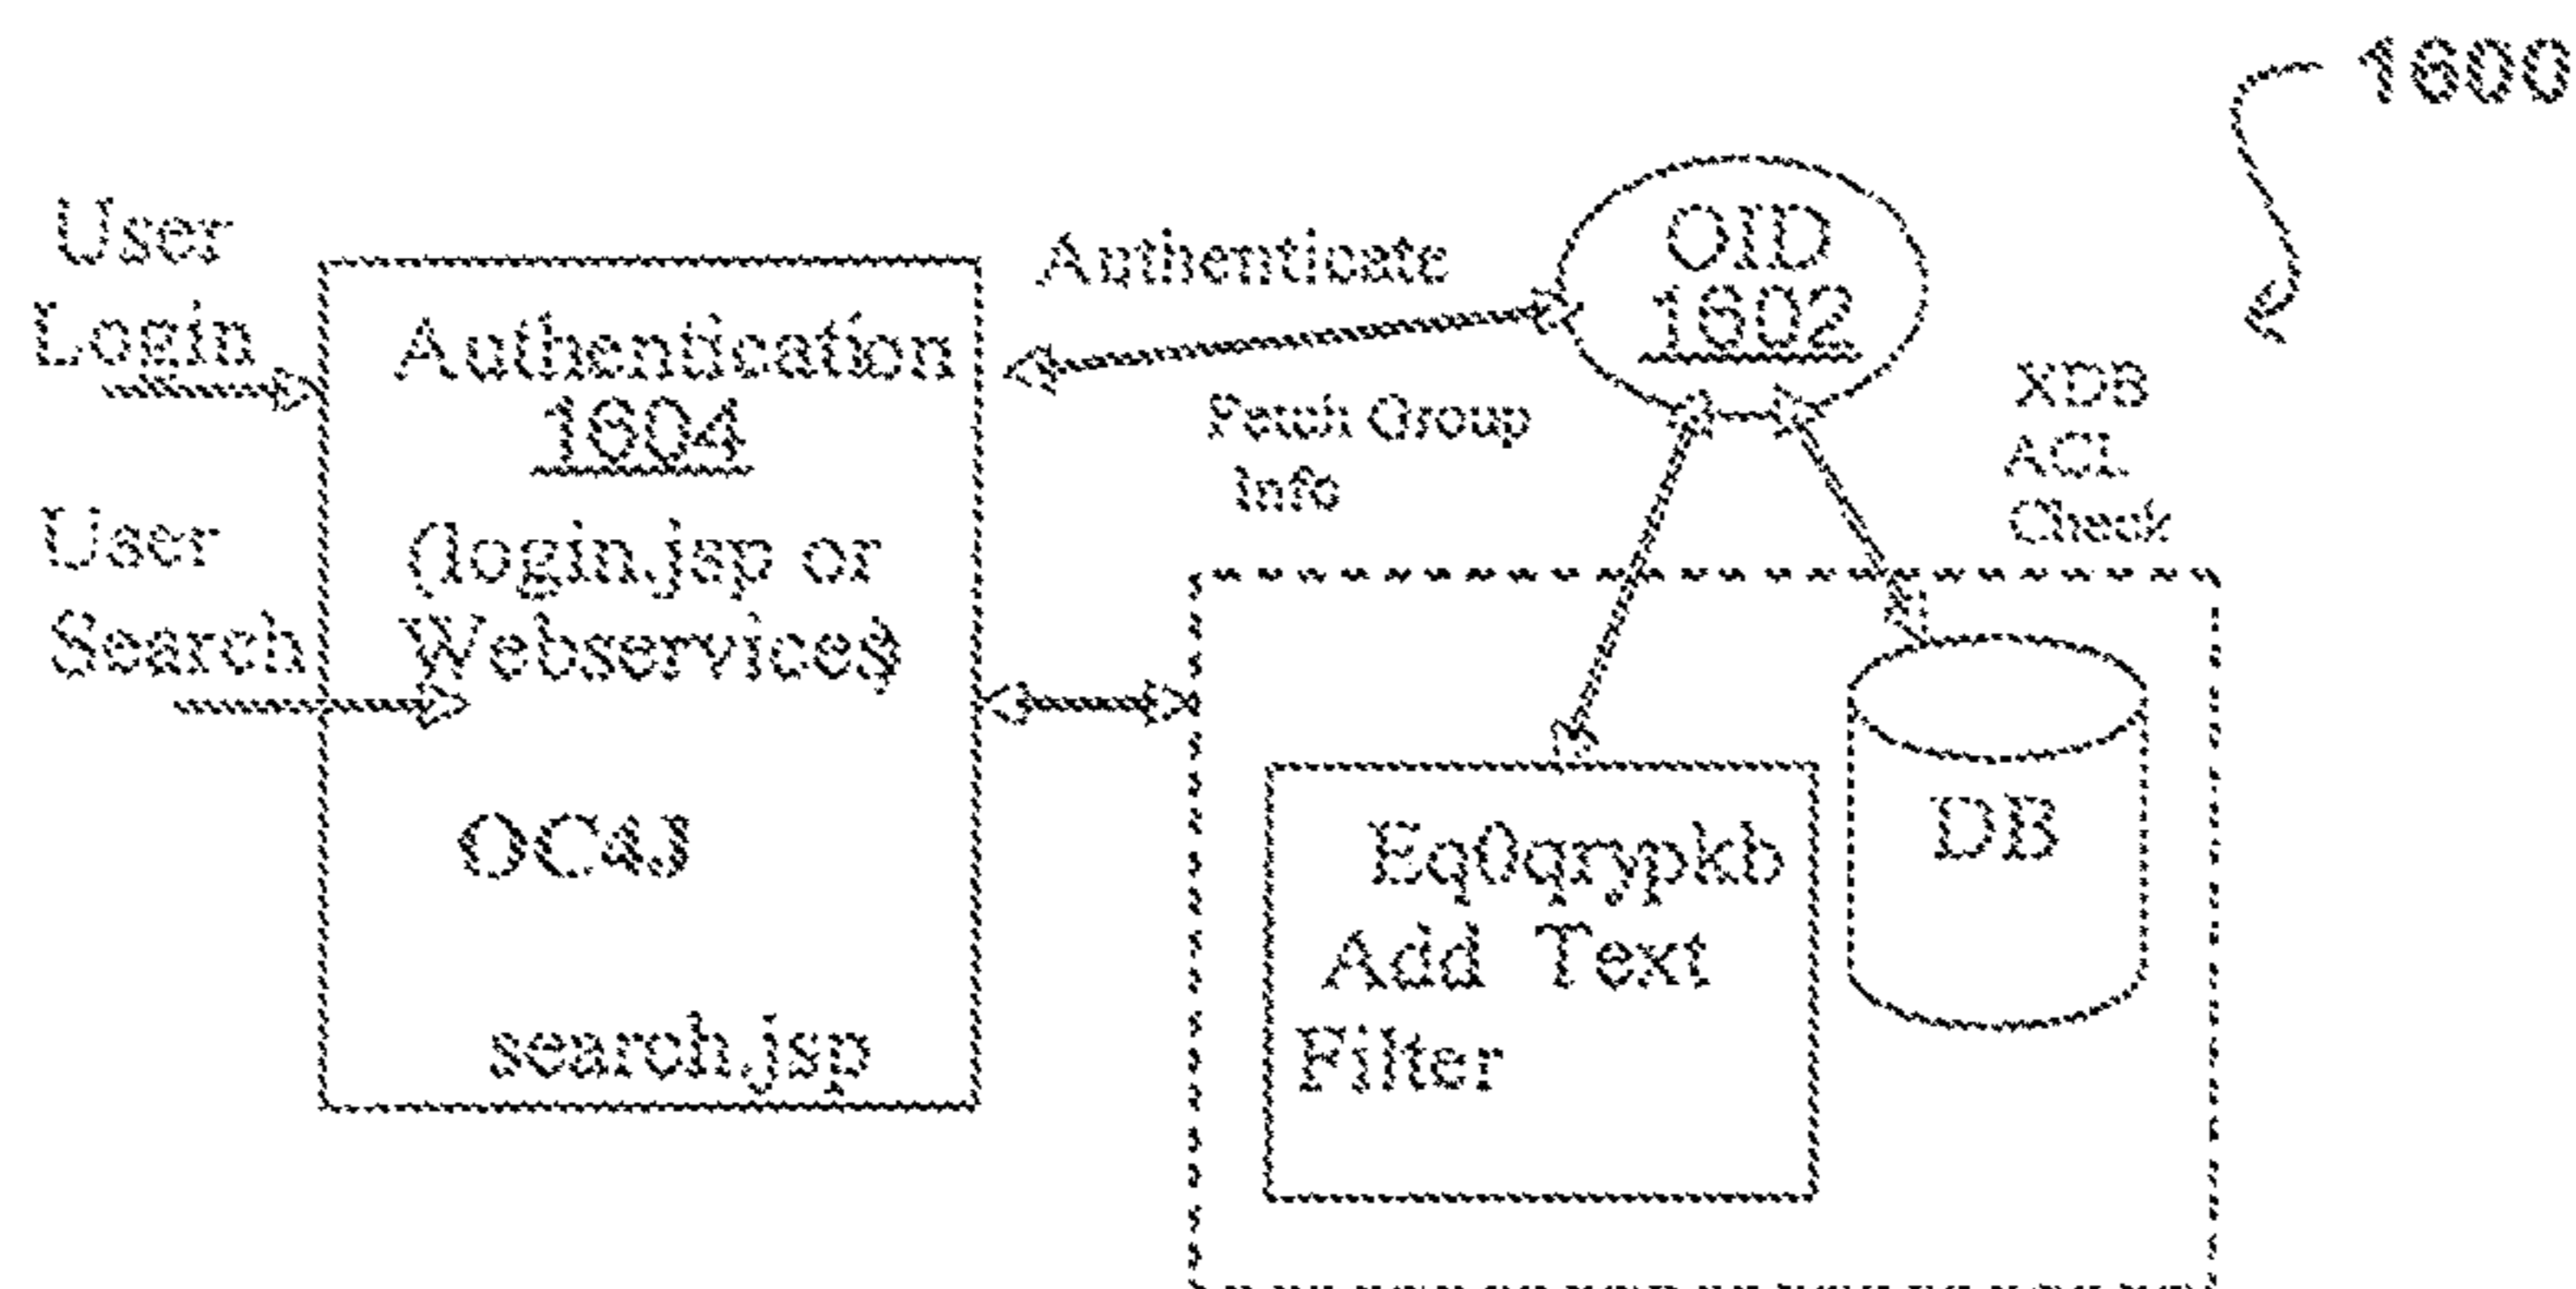 1600
User
Login
User
Search
Authentication
1604
(login.jsp or
Webservices)
OC4J
search.jsp
Authenticate
Fetch Group
Info
OID
1602
XDB
ACL
Check
Eq0qrypkb
Add Text
Filter
DB